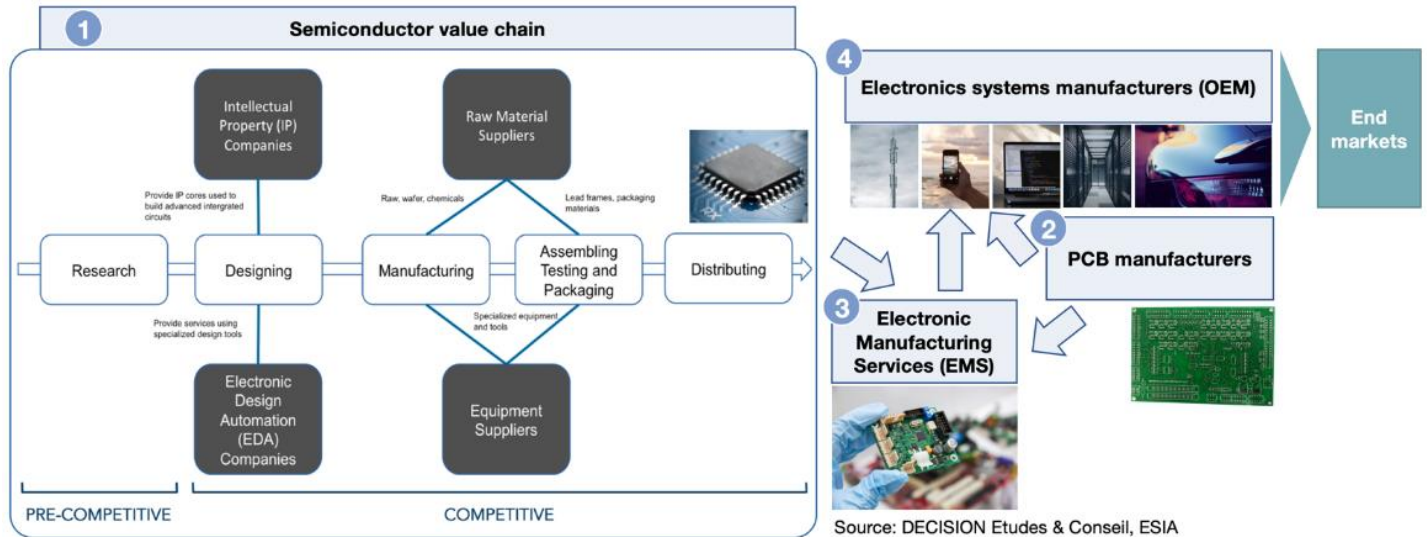 1
Semiconductor value chain
Intellectual
Property (IP)
Companies
Raw Material
Suppliers
Provide IP cores used to
build advanced intergrated
circuits
Raw, wafer, chemicals
Lead frames, packaging
materials
Research
Designing
Manufacturing
Assembling
Testing and
Packaging
Distributing
Provide services using
specialized design tools
Specialized equipment
and tools
Electronic
Design
Automation
(EDA)
Companies
Equipment
Suppliers
PRE-COMPETITIVE
COMPETITIVE
4
Electronics systems manufacturers (OEM)
End
markets
2
PCB manufacturers
3
Electronic
Manufacturing
Services (EMS)
Source: DECISION Etudes & Conseil, ESIA